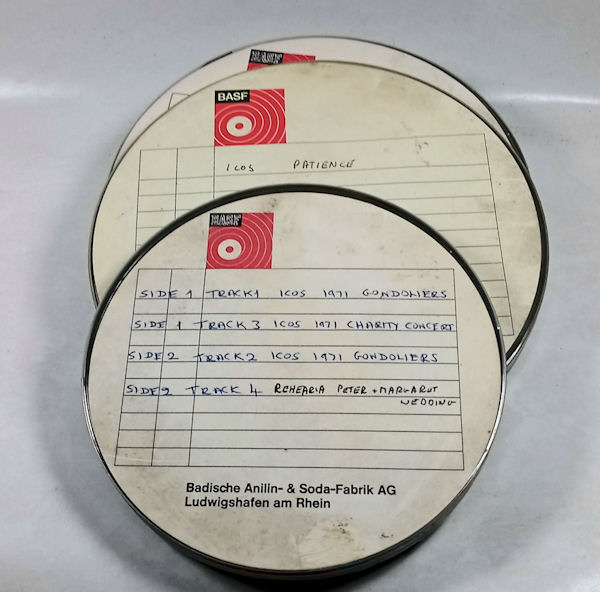 BASF
ICOS PATIENCE
SIDE 1 TRACK 1 ICOS 1971 GONDOLIERS
SIDE 1 TRACK 3 ICOS 1971 CHARITY CONCERT
SIDE 2 TRACK 2 ICOS 1971 GONDOLIERS
SIDE 2 TRACK 4 PETER + MARGARUT
WEDDING
Badische Anilin- & Soda-Fabrik AG
Ludwigshafen am Rhein